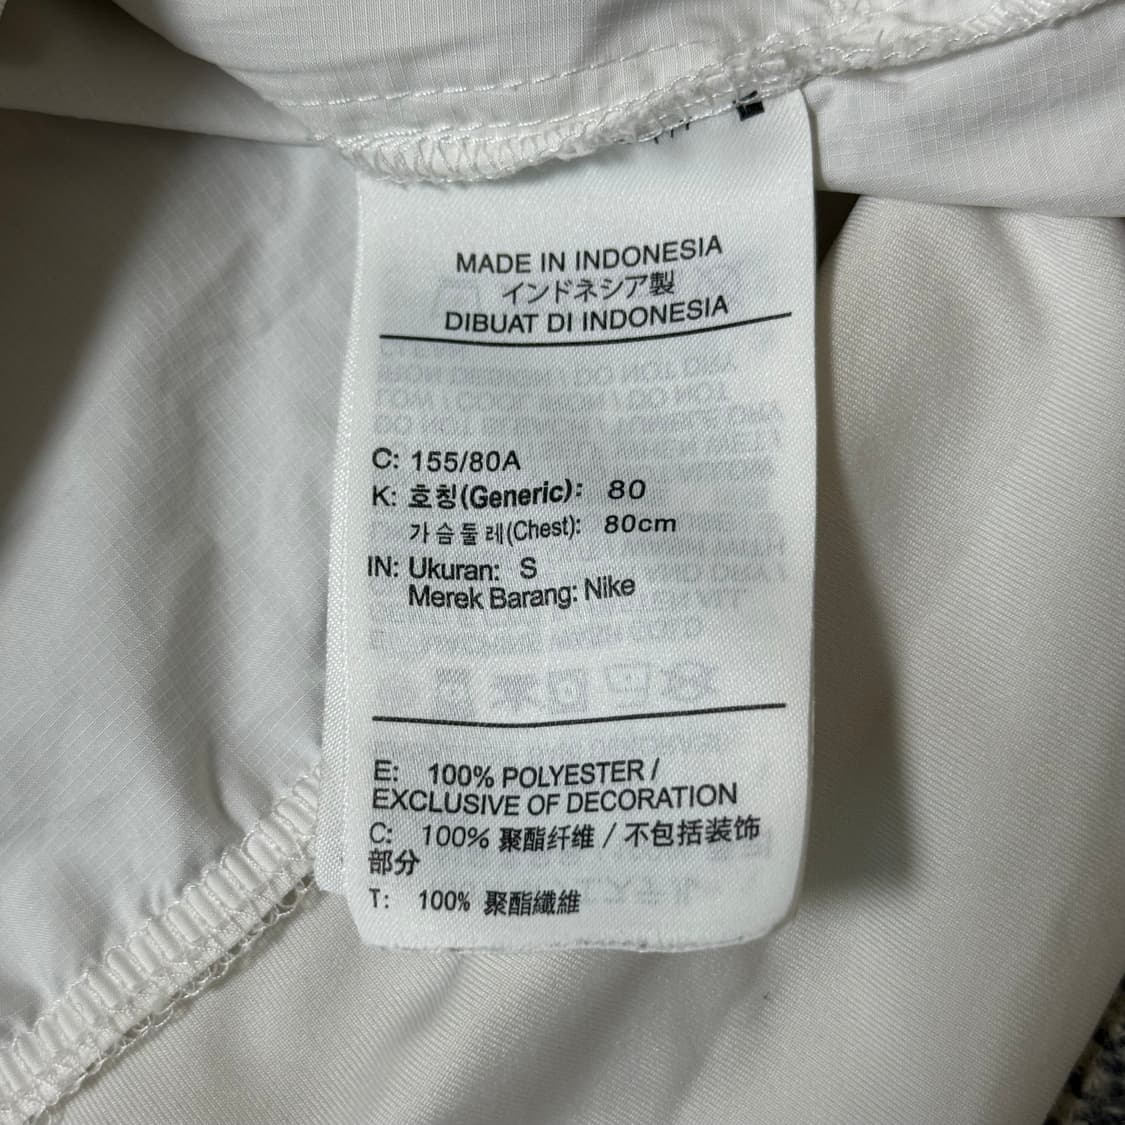 MADE IN INDONESIA
インドネシア製
DIBUAT DI INDONESIA
C: 155/80A
K: 호칭(Generic): 80
가슴둘레(Chest): 80cm
IN: Ukuran: S
Merek Barang: Nike
E: 100% POLYESTER /
EXCLUSIVE OF DECORATION
C: 100% 聚酯纤维 / 不包括装饰
部分
T: 100% 聚酯纖維